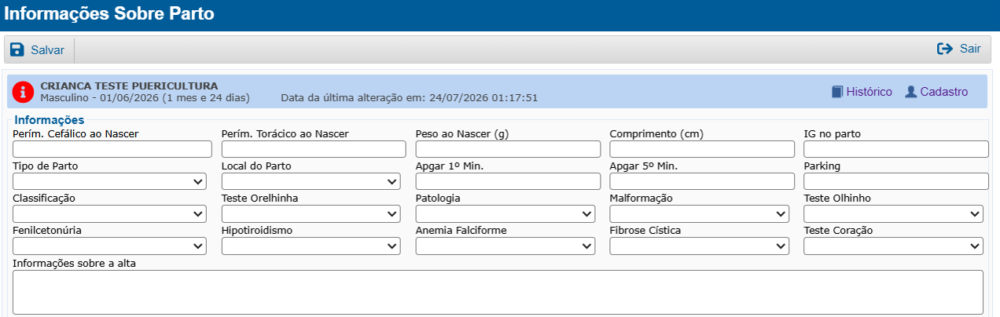 Informações Sobre Parto
Salvar
Sair
CRIANCA TESTE PUERICULTURA
Masculino - 01/06/2026 (1 mes e 24 dias) Data da última alteração em: 24/07/2026 01:17:51
Histórico Cadastro
Informações
Perím. Cefálico ao Nascer Perím. Torácico ao Nascer Peso ao Nascer (g) Comprimento (cm) IG no parto
Tipo de Parto Local do Parto Apgar 1º Min. Apgar 5º Min. Parking
Classificação Teste Orelhinha Patologia Malformação Teste Olhinho
Fenilcetonúria Hipotiroidismo Anemia Falciforme Fibrose Cística Teste Coração
Informações sobre a alta